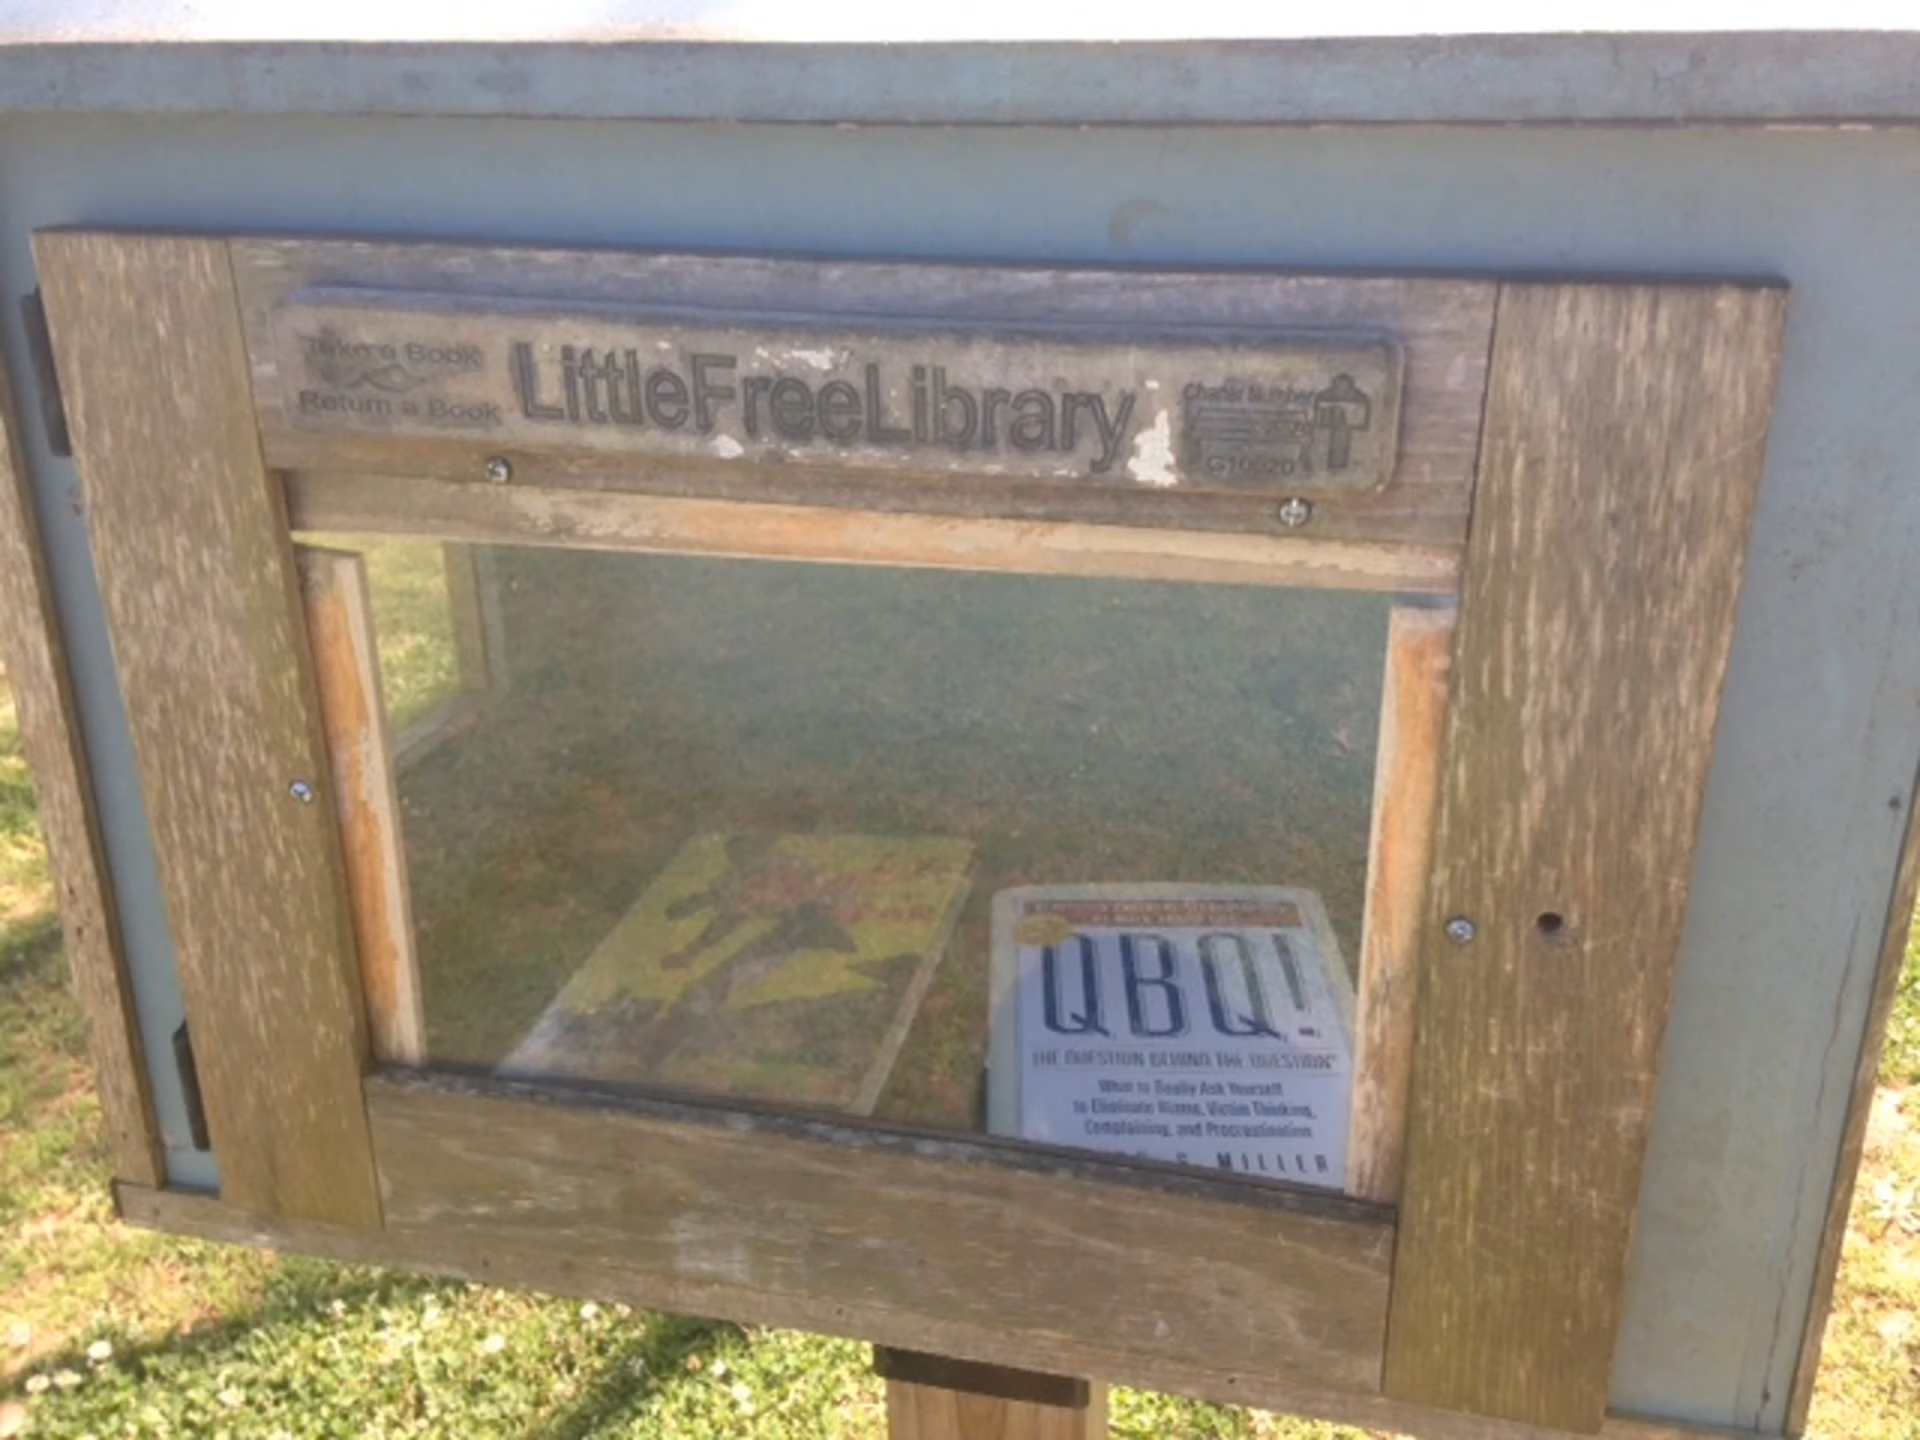 Take a Book
Return a Book
LittleFreeLibrary
Charter Number
QBQ!
THE QUESTION BEHIND THE QUESTION®
What to Really Ask Yourself
to Eliminate Blame, Victim Thinking,
Complaining, and Procrastination
G. MILLER